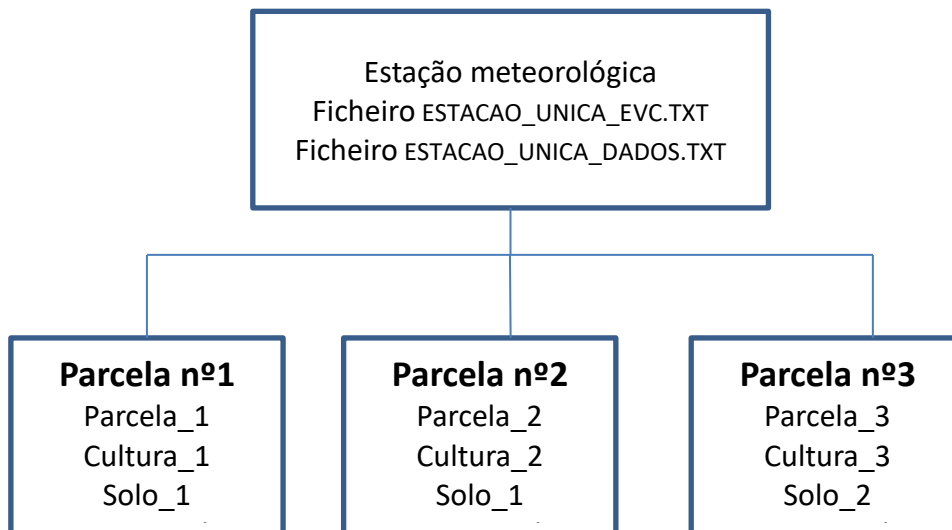 Estação meteorológica
Ficheiro ESTACAO_UNICA_EVC.TXT
Ficheiro ESTACAO_UNICA_DADOS.TXT
Parcela nº1
Parcela_1
Cultura_1
Solo_1
Parcela nº2
Parcela_2
Cultura_2
Solo_1
Parcela nº3
Parcela_3
Cultura_3
Solo_2